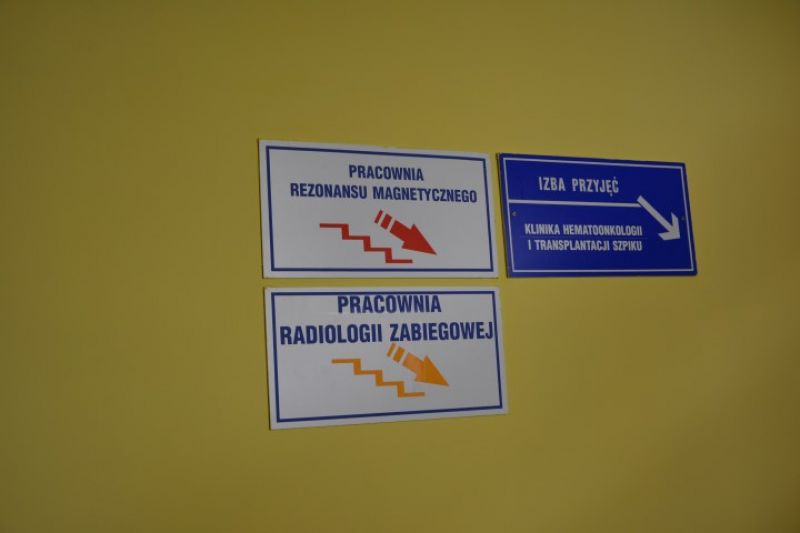 PRACOWNIA
REZONANSU MAGNETYCZNEGO
IZBA PRZYJĘĆ
KLINIKA HEMATOONKOLOGII
I TRANSPLANTACJI SZPIKU
PRACOWNIA
RADIOLOGII ZABIEGOWEJ